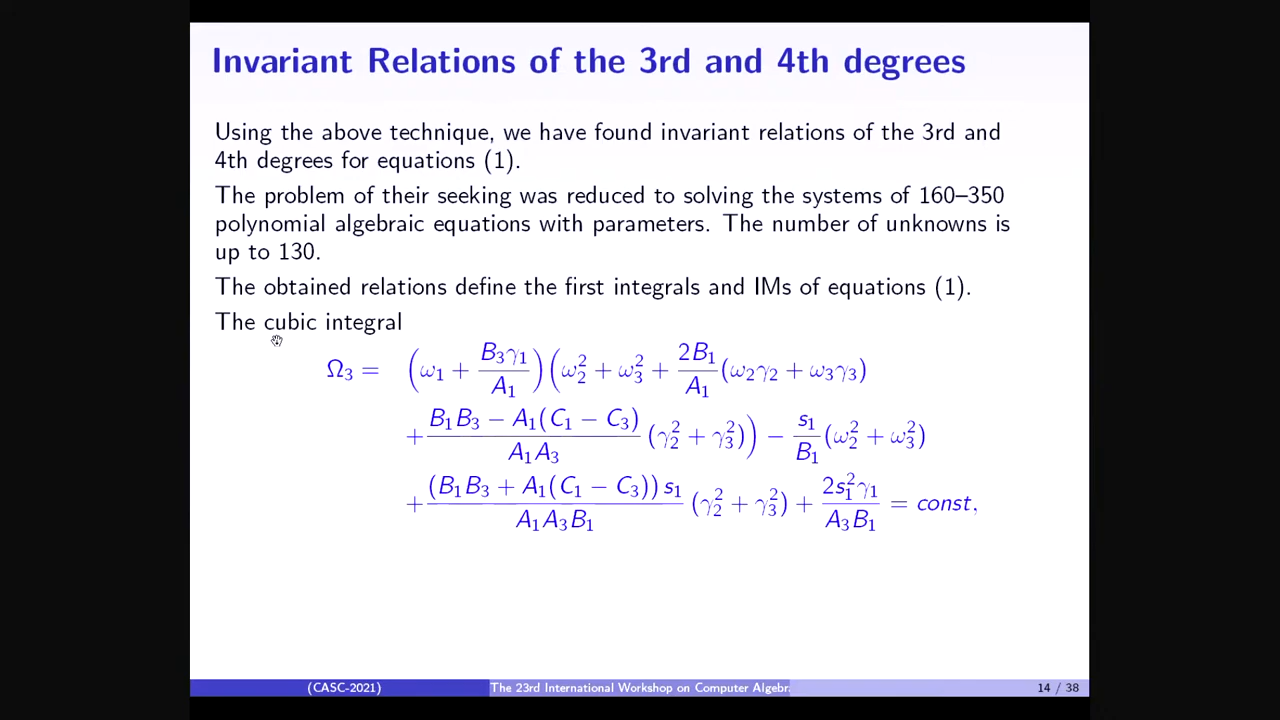 Invariant Relations of the 3rd and 4th degrees
Using the above technique, we have found invariant relations of the 3rd and
4th degrees for equations (1).
The problem of their seeking was reduced to solving the systems of 160–350
polynomial algebraic equations with parameters. The number of unknowns is
up to 130.
The obtained relations define the first integrals and IMs of equations (1).
The cubic integral
Ω₃ = (ω₁ + B₃γ₁/A₁)(ω₂² + ω₃² + 2B₁/A₁ (ω₂γ₂ + ω₃γ₃)
+ (B₁B₃ − A₁(C₁ − C₃))/(A₁A₃) (γ₂² + γ₃²)) − s₁/B₁ (ω₂² + ω₃²)
+ ((B₁B₃ + A₁(C₁ − C₃)) s₁)/(A₁A₃B₁) (γ₂² + γ₃²) + 2s₁²γ₁/(A₃B₁) = const,
(CASC-2021) The 23rd International Workshop on Computer Algebr 14 / 38